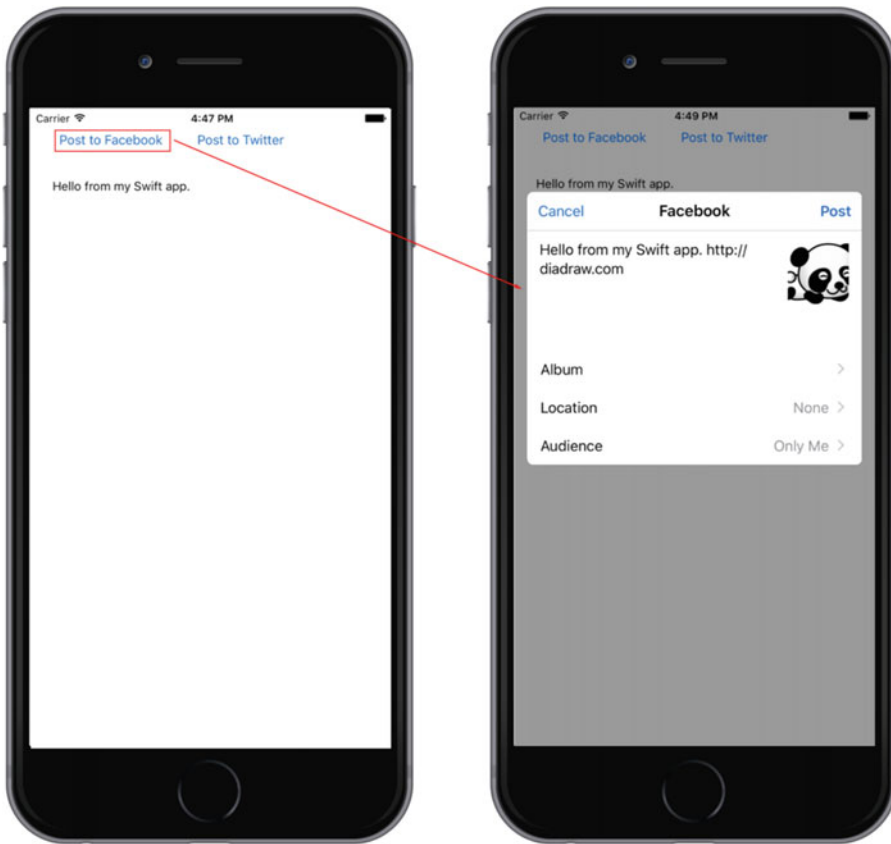 Carrier 4:47 PM
Post to Facebook Post to Twitter
Hello from my Swift app.
Carrier 4:49 PM
Post to Facebook Post to Twitter
Hello from my Swift app.
Cancel Facebook Post
Hello from my Swift app. http://
diadraw.com
Album
Location None
Audience Only Me